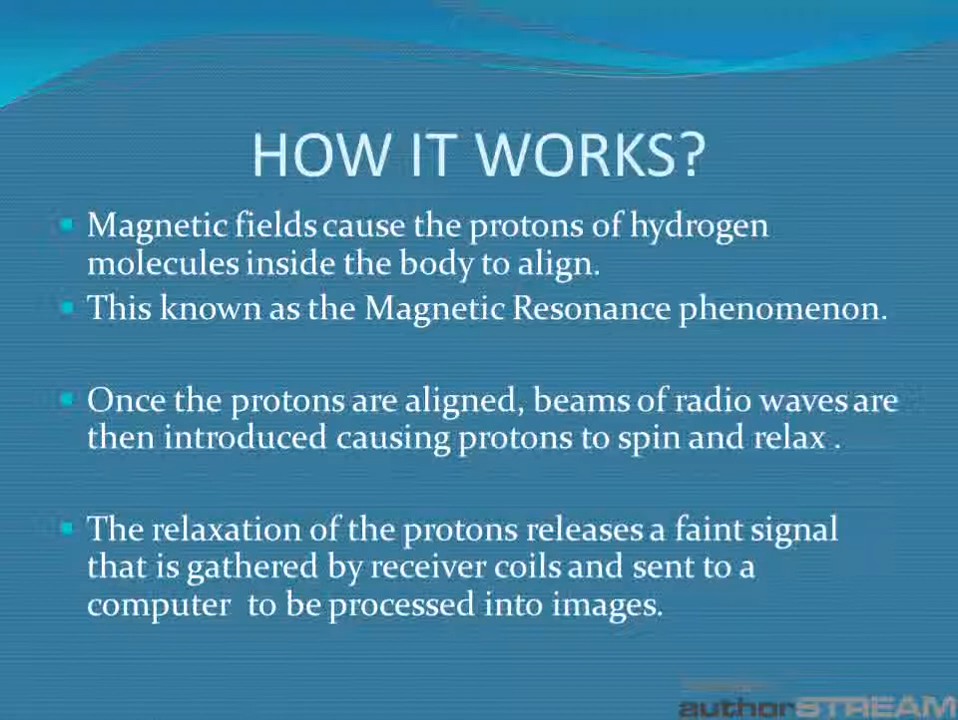 HOW IT WORKS?
Magnetic fields cause the protons of hydrogen
molecules inside the body to align.
This known as the Magnetic Resonance phenomenon.
Once the protons are aligned, beams of radio waves are
then introduced causing protons to spin and relax .
The relaxation of the protons releases a faint signal
that is gathered by receiver coils and sent to a
computer  to be processed into images.
authorSTREAM